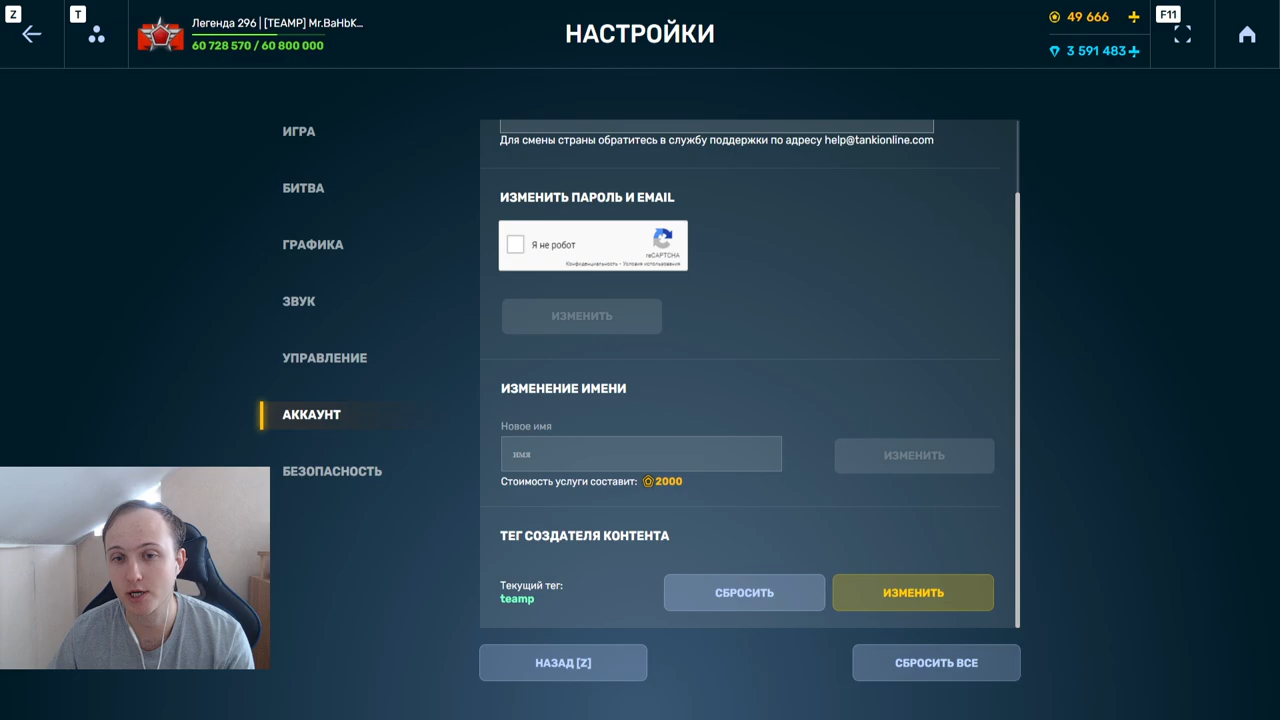 Z
T
Легенда 296 | [TEAMP] Mr.BaHbK...
60 728 570 / 60 800 000
НАСТРОЙКИ
49 666
3 591 483
F11
ИГРА
БИТВА
ГРАФИКА
ЗВУК
УПРАВЛЕНИЕ
АККАУНТ
БЕЗОПАСНОСТЬ
Для смены страны обратитесь в службу поддержки по адресу help@tankionline.com
ИЗМЕНИТЬ ПАРОЛЬ И EMAIL
Я не робот
reCAPTCHA
Конфиденциальность - Условия использования
ИЗМЕНИТЬ
ИЗМЕНЕНИЕ ИМЕНИ
Новое имя
имя
ИЗМЕНИТЬ
Стоимость услуги составит: 2000
ТЕГ СОЗДАТЕЛЯ КОНТЕНТА
Текущий тег:
teamp
СБРОСИТЬ
ИЗМЕНИТЬ
НАЗАД [Z]
СБРОСИТЬ ВСЕ